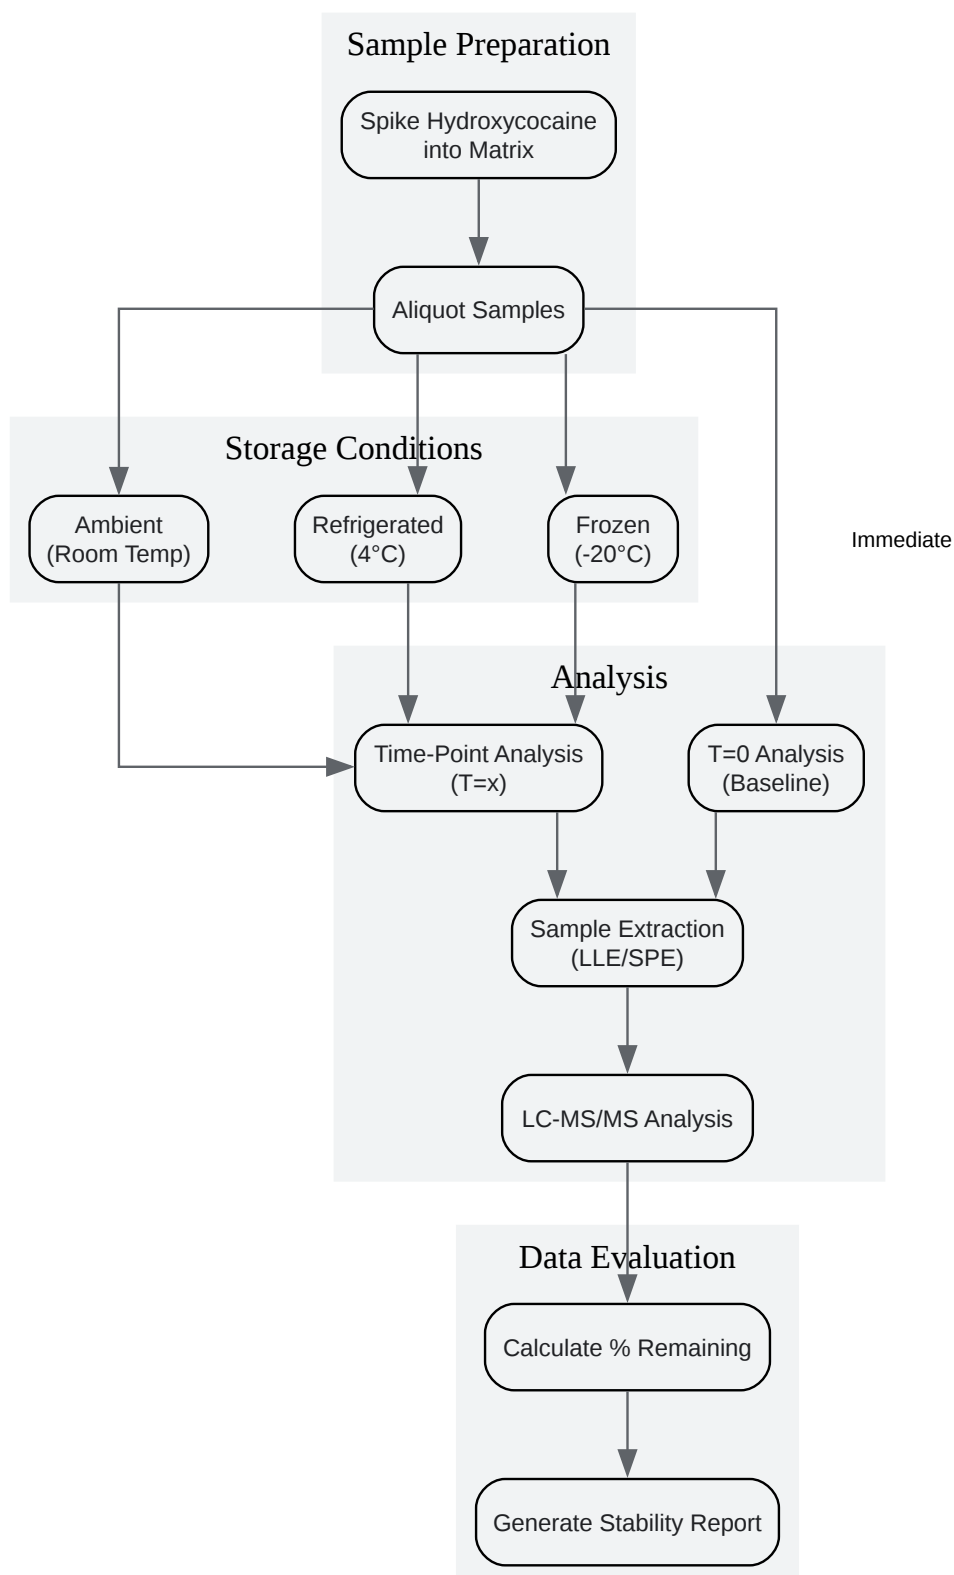 Sample Preparation
Spike Hydroxycocaine
into Matrix
Aliquot Samples
Storage Conditions
Ambient
(Room Temp)
Refrigerated
(4°C)
Frozen
(-20°C)
Immediate
Analysis
Time-Point Analysis
(T=x)
T=0 Analysis
(Baseline)
Sample Extraction
(LLE/SPE)
LC-MS/MS Analysis
Data Evaluation
Calculate % Remaining
Generate Stability Report